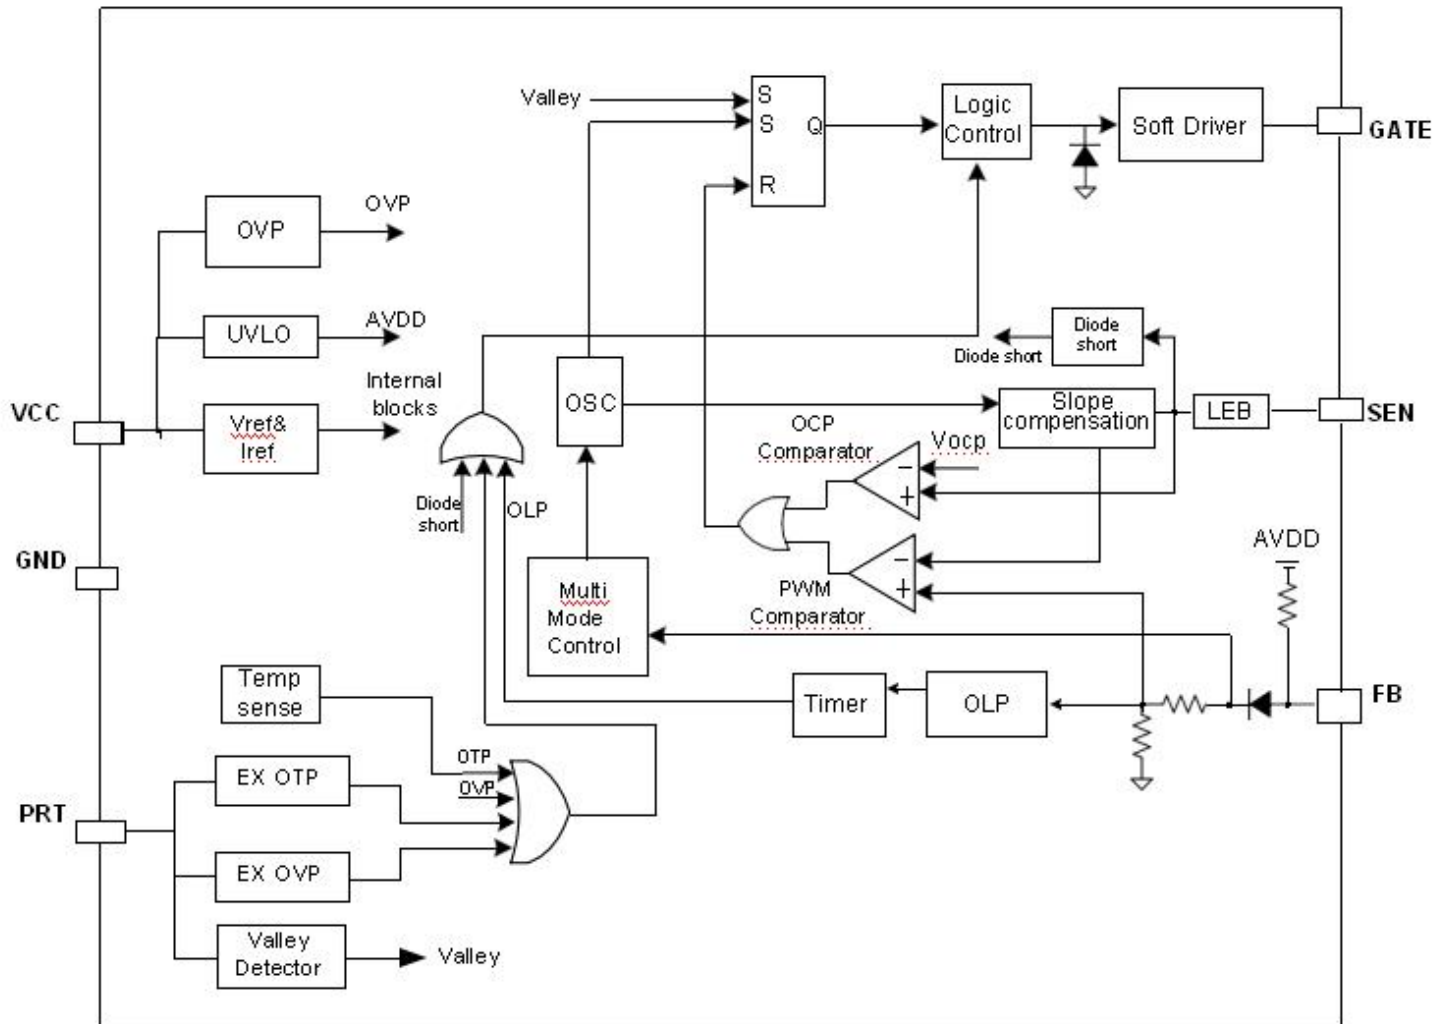 Valley
S
S
Q
R
Logic
Control
Soft Driver
GATE
OVP
OVP
UVLO
AVDD
Vref&
Iref
Internal
blocks
VCC
OSC
Diode
short
Diode short
Slope
compensation
LEB
SEN
OCP
Comparator
Vocp
−
+
Diode
short
OLP
GND
Multi
Mode
Control
PWM
Comparator
−
+
AVDD
Temp
sense
Timer
OLP
FB
OTP
OVP
EX OTP
PRT
EX OVP
Valley
Detector
Valley